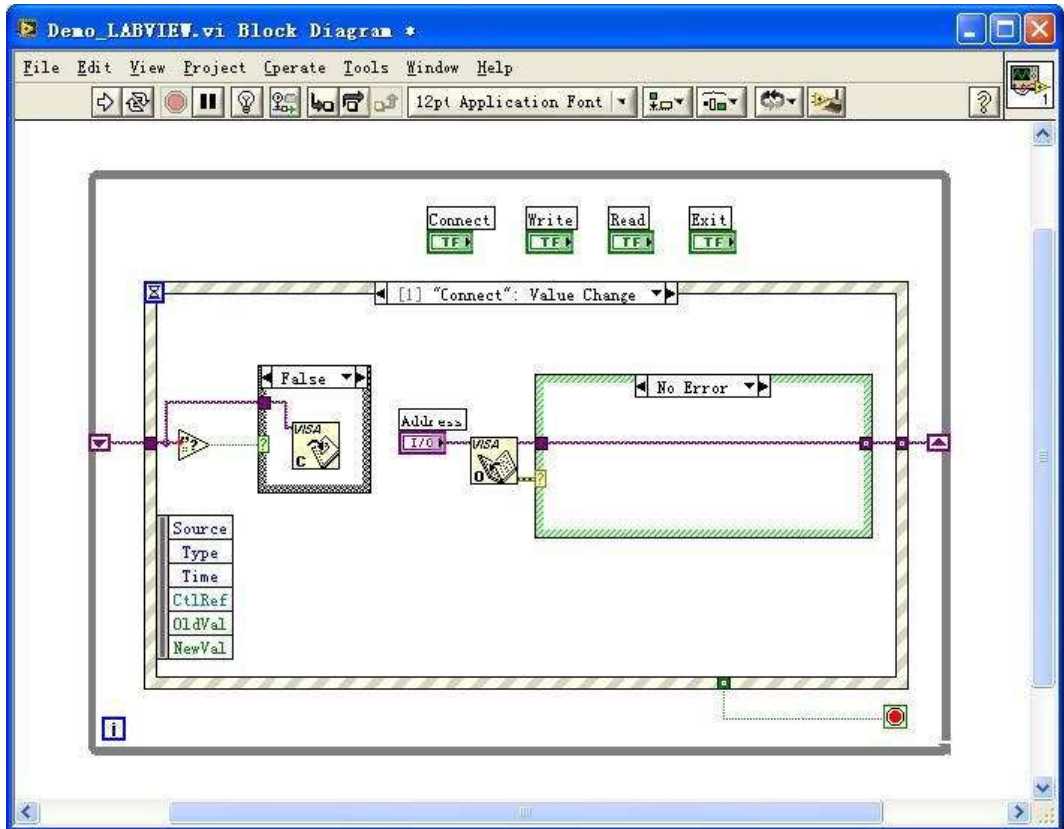 Demo_LABVIEW.vi Block Diagram *
File Edit View Project Operate Tools Window Help
12pt Application Font
1
Connect Write Read Exit
TF TF TF TF
[1] "Connect": Value Change
False
No Error
Address
I/O
VISA
C
VISA
O
?
?
"?
Source
Type
Time
CtlRef
OldVal
NewVal
i